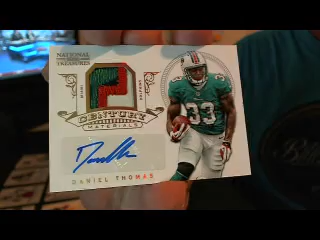 NATIONAL
TREASURES
CENTURY
MATERIALS
DANIEL THOMAS
33